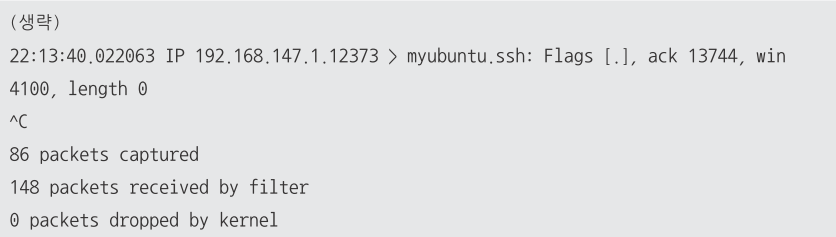 (생략)
22:13:40.022063 IP 192.168.147.1.12373 > myubuntu.ssh: Flags [.], ack 13744, win
4100, length 0
^C
86 packets captured
148 packets received by filter
0 packets dropped by kernel